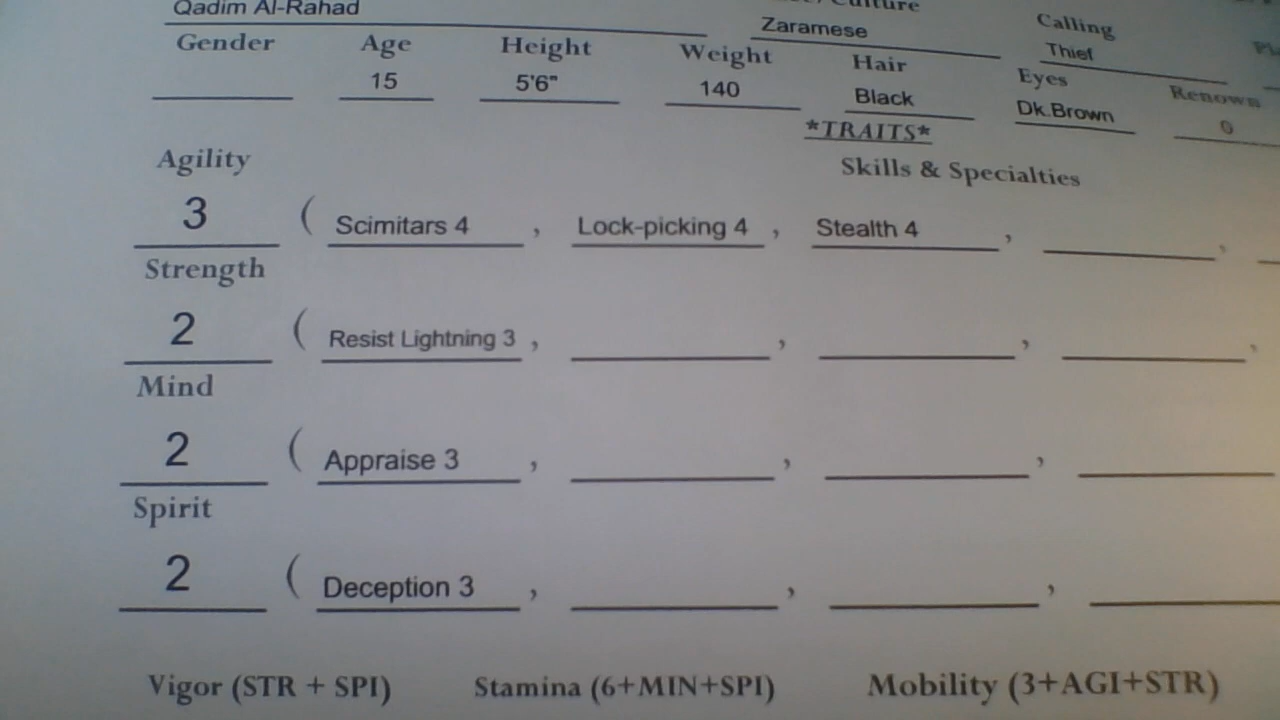 Qadim Al-Rahad Culture Calling
Zaramese Thief
Gender Age Height Weight Hair Eyes Renown
15 5'6" 140 Black Dk.Brown 0
*TRAITS*
Agility Skills & Specialties
3 ( Scimitars 4 , Lock-picking 4 , Stealth 4 , ,
Strength
2 ( Resist Lightning 3 , , , ,
Mind
2 ( Appraise 3 , , ,
Spirit
2 ( Deception 3 , , ,
Vigor (STR + SPI) Stamina (6+MIN+SPI) Mobility (3+AGI+STR)